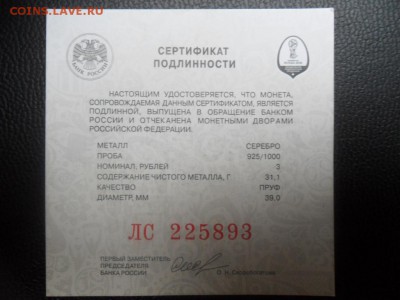 COINS.LAVE.RU
СЕРТИФИКАТ
ПОДЛИННОСТИ
БАНК РОССИИ
НАСТОЯЩИМ УДОСТОВЕРЯЕТСЯ, ЧТО МОНЕТА,
СОПРОВОЖДАЕМАЯ ДАННЫМ СЕРТИФИКАТОМ, ЯВЛЯЕТСЯ
ПОДЛИННОЙ, ВЫПУЩЕНА В ОБРАЩЕНИЕ БАНКОМ
РОССИИ И ОТЧЕКАНЕНА МОНЕТНЫМИ ДВОРАМИ
РОССИЙСКОЙ ФЕДЕРАЦИИ.
МЕТАЛЛ СЕРЕБРО
ПРОБА 925/1000
НОМИНАЛ, РУБЛЕЙ 3
СОДЕРЖАНИЕ ЧИСТОГО МЕТАЛЛА, Г 31,1
КАЧЕСТВО ПРУФ
ДИАМЕТР, ММ 39,0
ЛС 225893
ПЕРВЫЙ ЗАМЕСТИТЕЛЬ
ПРЕДСЕДАТЕЛЯ
БАНКА РОССИИ